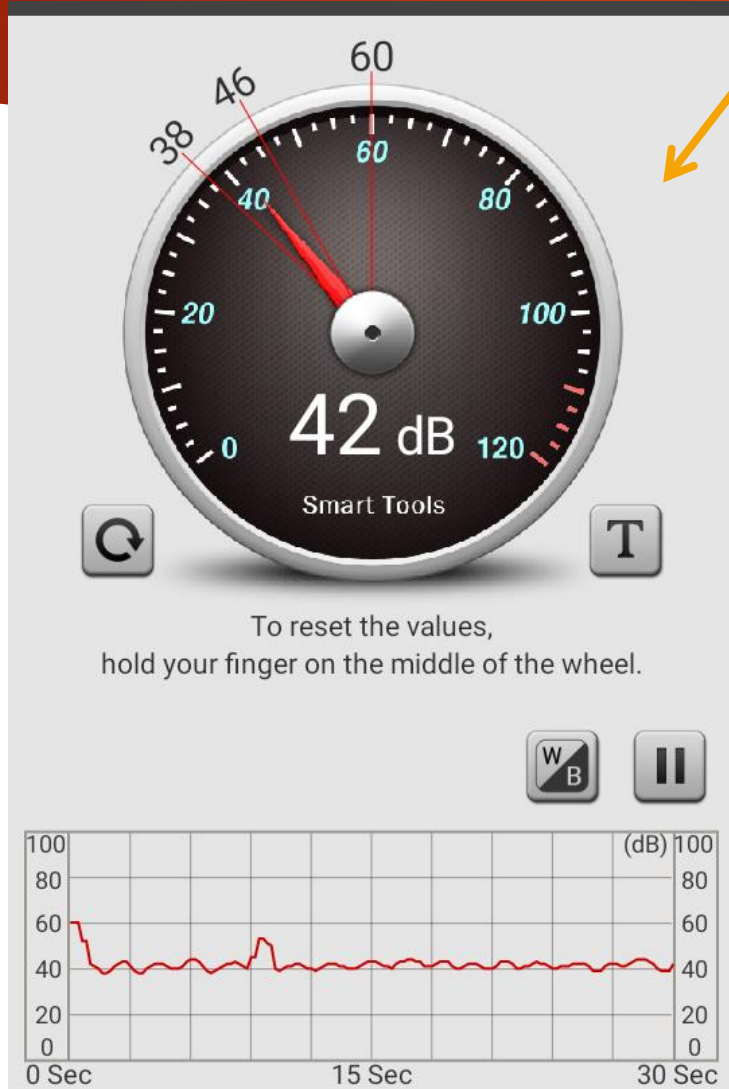 60
46
38
60
40
80
20
100
42 dB
0
120
Smart Tools
T
To reset the values,
hold your finger on the middle of the wheel.
W
B
100
(dB) 100
80
80
60
60
40
40
20
20
0
0
0 Sec
15 Sec
30 Sec